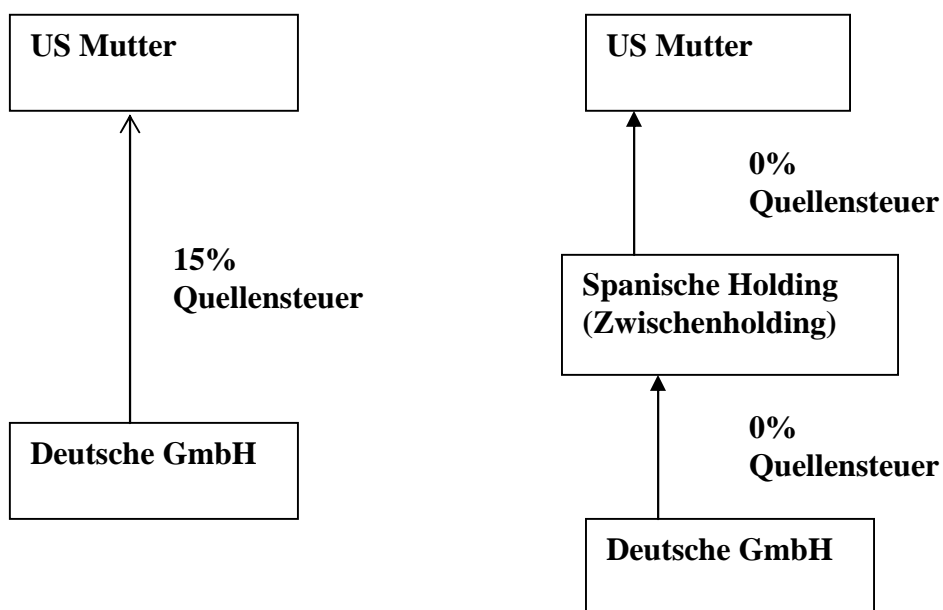 US Mutter
15%
Quellensteuer
Deutsche GmbH
US Mutter
0%
Quellensteuer
Spanische Holding
(Zwischenholding)
0%
Quellensteuer
Deutsche GmbH